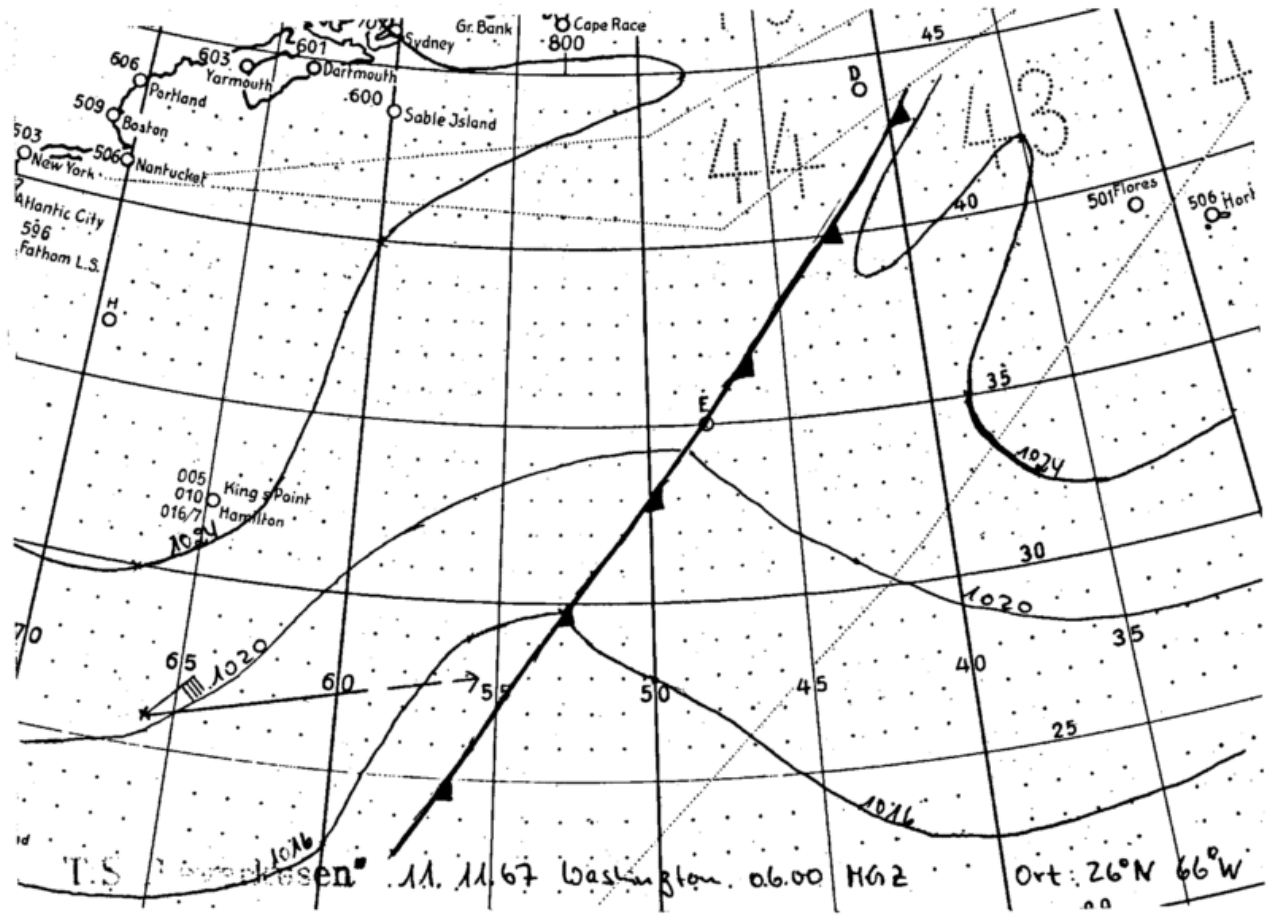 45
Gr. Bank
Cape Race
800
Sydney
603
601
Yarmouth
Dartmouth
606
Portland
600
Sable Island
509
Boston
503
506
New York
Nantucket
Atlantic City
596
Fathom L.S.
D
44
43
4
40
501 Flores
506 Hort
H
E
35
1024
005
010
016/7
King s Point
Hamilton
1024
30
1020
70
65
1020
60
55
50
45
40
35
25
1016
1016
T.S. 11. 11. 67 Washington 06.00 MGZ Ort: 26°N 66°W